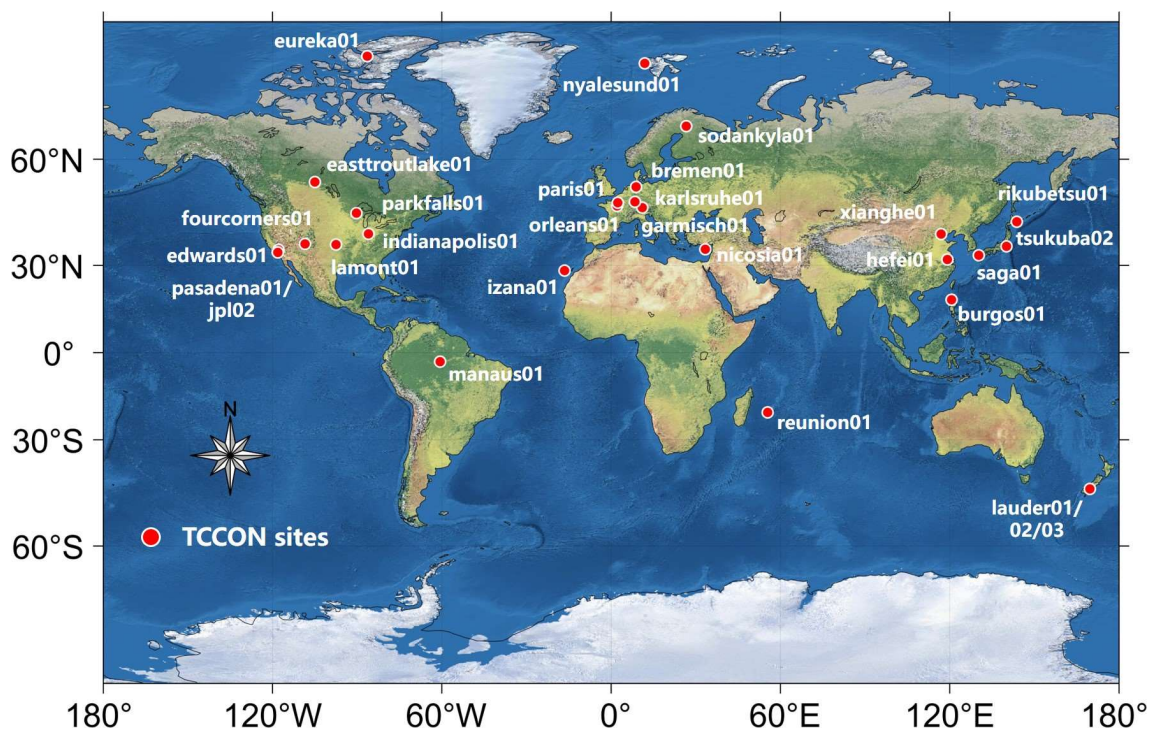 eureka01
nyalesund01
sodankyla01
60°N
easttroutlake01
bremen01
paris01
karlsruhe01
rikubetsu01
parkfalls01
fourcorners01
xianghe01
orleans01
garmisch01
indianapolis01
tsukuba02
edwards01
nicosia01
hefei01
30°N
lamont01
saga01
izana01
pasadena01/
jpl02
burgos01
0°
manaus01
N
reunion01
30°S
lauder01/
02/03
TCCON sites
60°S
180°
120°W
60°W
0°
60°E
120°E
180°